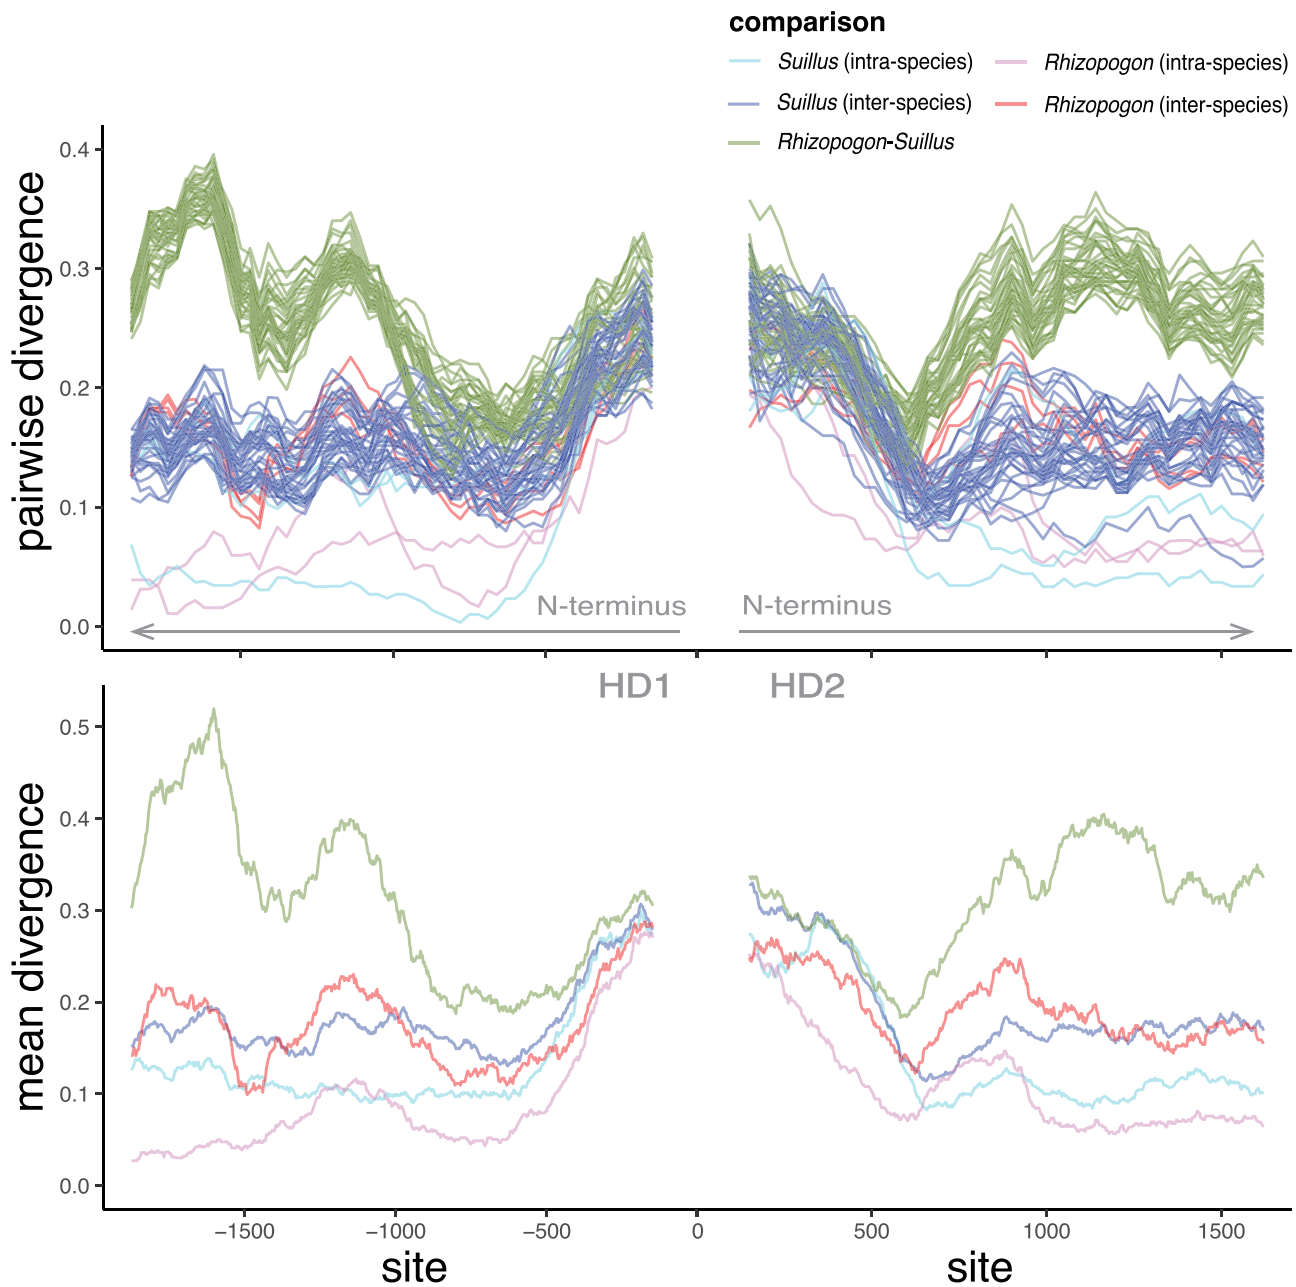 comparison
Suillus (intra-species)
Rhizopogon (intra-species)
Suillus (inter-species)
Rhizopogon (inter-species)
Rhizopogon-Suillus
pairwise divergence
0.4
0.3
0.2
0.1
0.0
N-terminus
N-terminus
HD1
HD2
mean divergence
0.5
0.4
0.3
0.2
0.1
0.0
−1500
−1000
−500
0
500
1000
1500
site
site